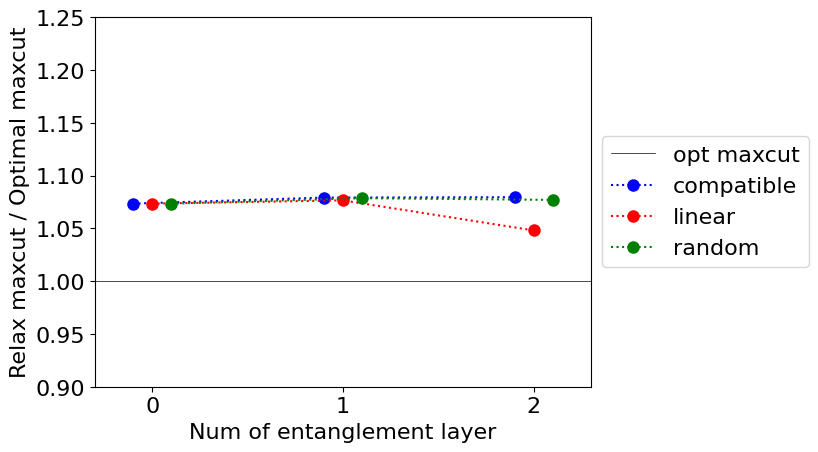 Relax maxcut / Optimal maxcut
1.25
1.20
1.15
1.10
1.05
1.00
0.95
0.90
0
1
2
Num of entanglement layer
opt maxcut
compatible
linear
random